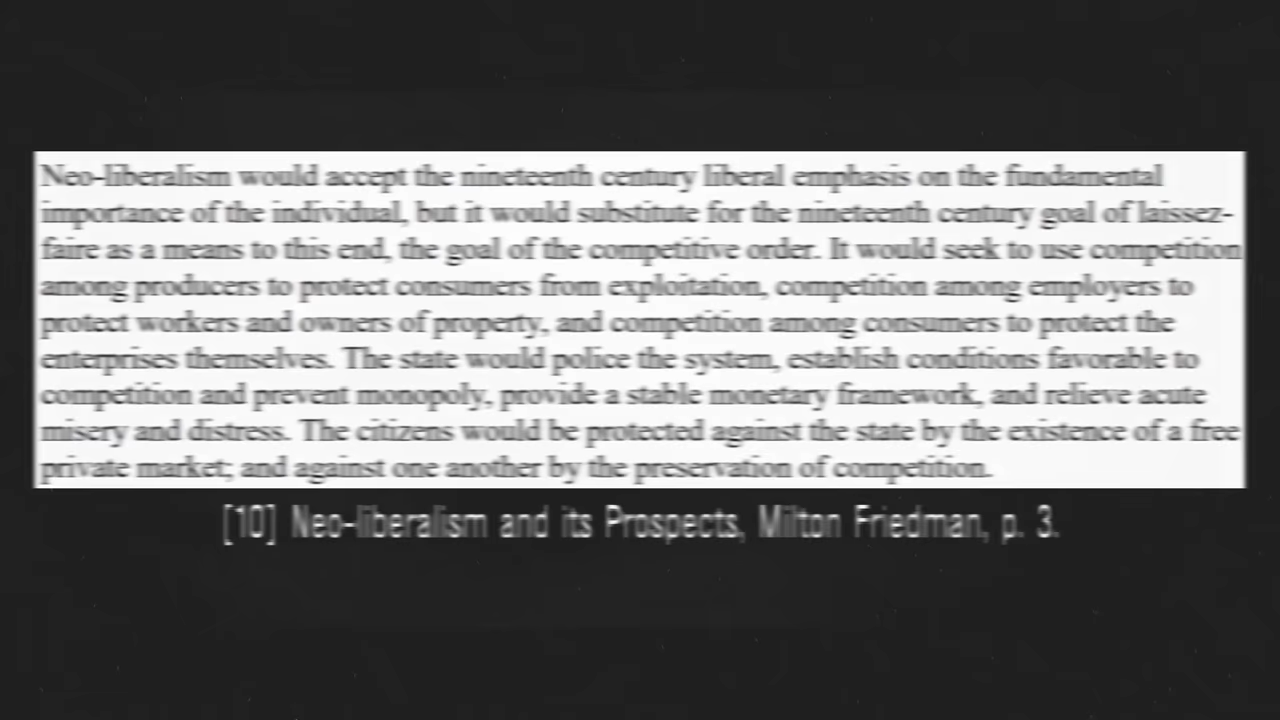 Neo-liberalism would accept the nineteenth century liberal emphasis on the fundamental
importance of the individual, but it would substitute for the nineteenth century goal of laissez-
faire as a means to this end, the goal of the competitive order. It would seek to use competition
among producers to protect consumers from exploitation, competition among employers to
protect workers and owners of property, and competition among consumers to protect the
enterprises themselves. The state would police the system, establish conditions favorable to
competition and prevent monopoly, provide a stable monetary framework, and relieve acute
misery and distress. The citizens would be protected against the state by the existence of a free
private market; and against one another by the preservation of competition.
[10] Neo-liberalism and its Prospects, Milton Friedman, p. 3.